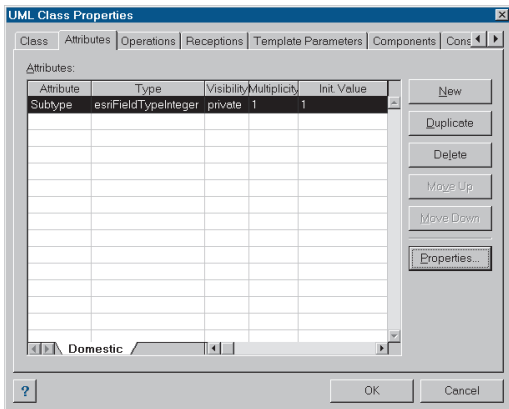 UML Class Properties
Class Attributes Operations Receptions Template Parameters Components Cons
Attributes:
Attribute Type Visibility Multiplicity Init. Value
Subtype esriFieldTypeInteger private 1 1
New
Duplicate
Delete
Move Up
Move Down
Properties...
Domestic
? OK Cancel